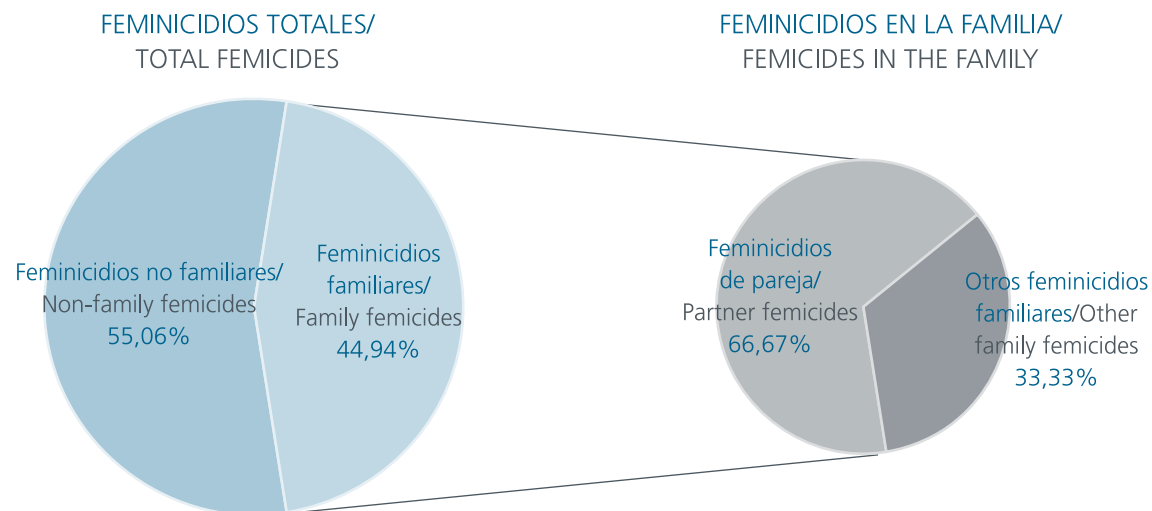 FEMINICIDIOS TOTALES/
TOTAL FEMICIDES
Feminicidios no familiares/
Non-family femicides
55,06%
Feminicidios
familiares/
Family femicides
44,94%
FEMINICIDIOS EN LA FAMILIA/
FEMICIDES IN THE FAMILY
Feminicidios
de pareja/
Partner femicides
66,67%
Otros feminicidios
familiares/Other
family femicides
33,33%